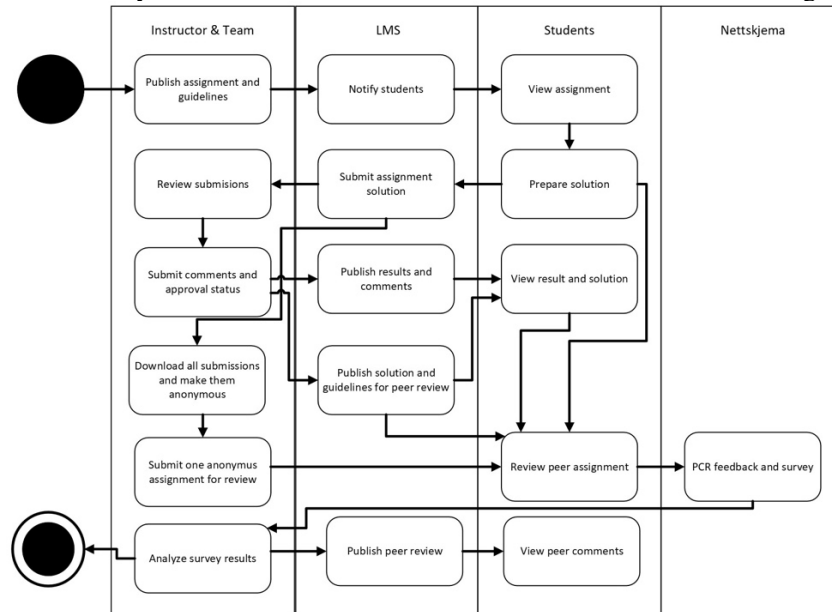 Instructor & Team
LMS
Students
Nettskjema
Publish assignment and
guidelines
Notify students
View assignment
Review submisions
Submit assignment
solution
Prepare solution
Submit comments and
approval status
Publish results and
comments
View result and solution
Download all submissions
and make them
anonymous
Publish solution and
guidelines for peer review
Submit one anonymus
assignment for review
Review peer assignment
PCR feedback and survey
Analyze survey results
Publish peer review
View peer comments